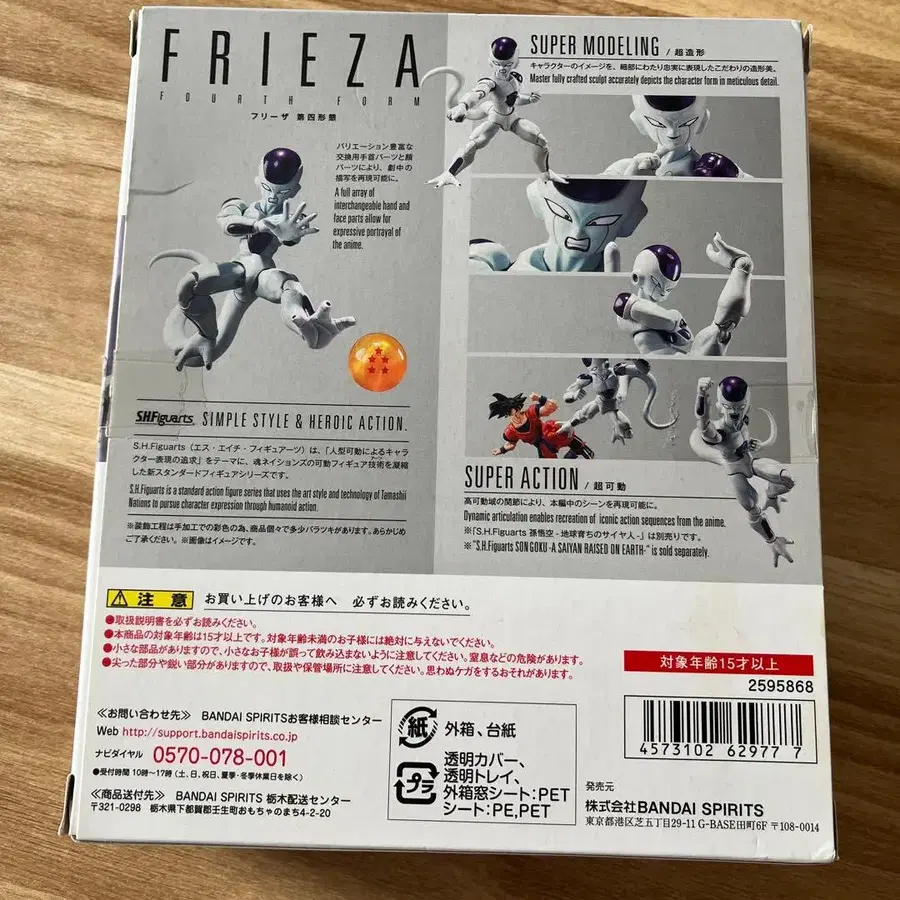 FRIEZA
FOURTH FORM
フリーザ 第四形態
バリエーション豊富な
交換用手首パーツと顔
パーツにより、劇中の
描写を再現可能に。
A full array of
interchangeable hand and
face parts allow for
expressive portrayal of
the anime.
S.H.Figuarts SIMPLE STYLE & HEROIC ACTION.
S.H.Figuarts（エス・エイチ・フィギュアーツ）は、「人型可動によるキャラ
クター表現の追求」をテーマに、魂ネイションズの可動フィギュア技術を凝縮
した新スタンダードフィギュアシリーズです。
S.H.Figuarts is a standard action figure series that uses the art style and technology of Tamashii
Nations to pursue character expression through humanoid action.
※装飾工程は手加工での彩色の為、商品個々で多少バラツキがあります。あらかじめ
ご了承ください。※画像はイメージです。
SUPER MODELING / 超造形
キャラクターのイメージを、細部にわたり忠実に表現したこだわりの造形美。
Master fully crafted sculpt accurately depicts the character form in meticulous detail.
SUPER ACTION / 超可動
高可動域の関節により、本編中のシーンを再現可能に。
Dynamic articulation enables recreation of iconic action sequences from the anime.
※「S.H.Figuarts 孫悟空 -地球育ちのサイヤ人-」は別売りです。
※"S.H.Figuarts SON GOKU -A SAIYAN RAISED ON EARTH-" is sold separately.
注意 お買い上げのお客様へ 必ずお読みください。
●取扱説明書を必ずお読みください。
●本商品の対象年齢は15才以上です。対象年齢未満のお子様には絶対に与えないでください。
●小さな部品がありますので、小さなお子様が誤って飲み込まないように注意してください。窒息などの危険があります。
●尖った部分や鋭い部分がありますので、取扱や保管場所に注意してください。思わぬケガをするおそれがあります。
対象年齢15才以上
2595868
4573102 62977 7
≪お問い合わせ先≫ BANDAI SPIRITSお客様相談センター
Web http://support.bandaispirits.co.jp
ナビダイヤル 0570-078-001
●受付時間 10時〜17時（土、日、祝日、夏季・冬季休業日を除く）
≪商品送付先≫ BANDAI SPIRITS 栃木配送センター
〒321-0298 栃木県下都賀郡壬生町おもちゃのまち4-2-20
紙 外箱、台紙
プラ 透明カバー、
透明トレイ、
外箱窓シート:PET
シート:PE,PET
発売元
株式会社BANDAI SPIRITS
東京都港区芝五丁目29-11 G-BASE田町6F 〒108-0014